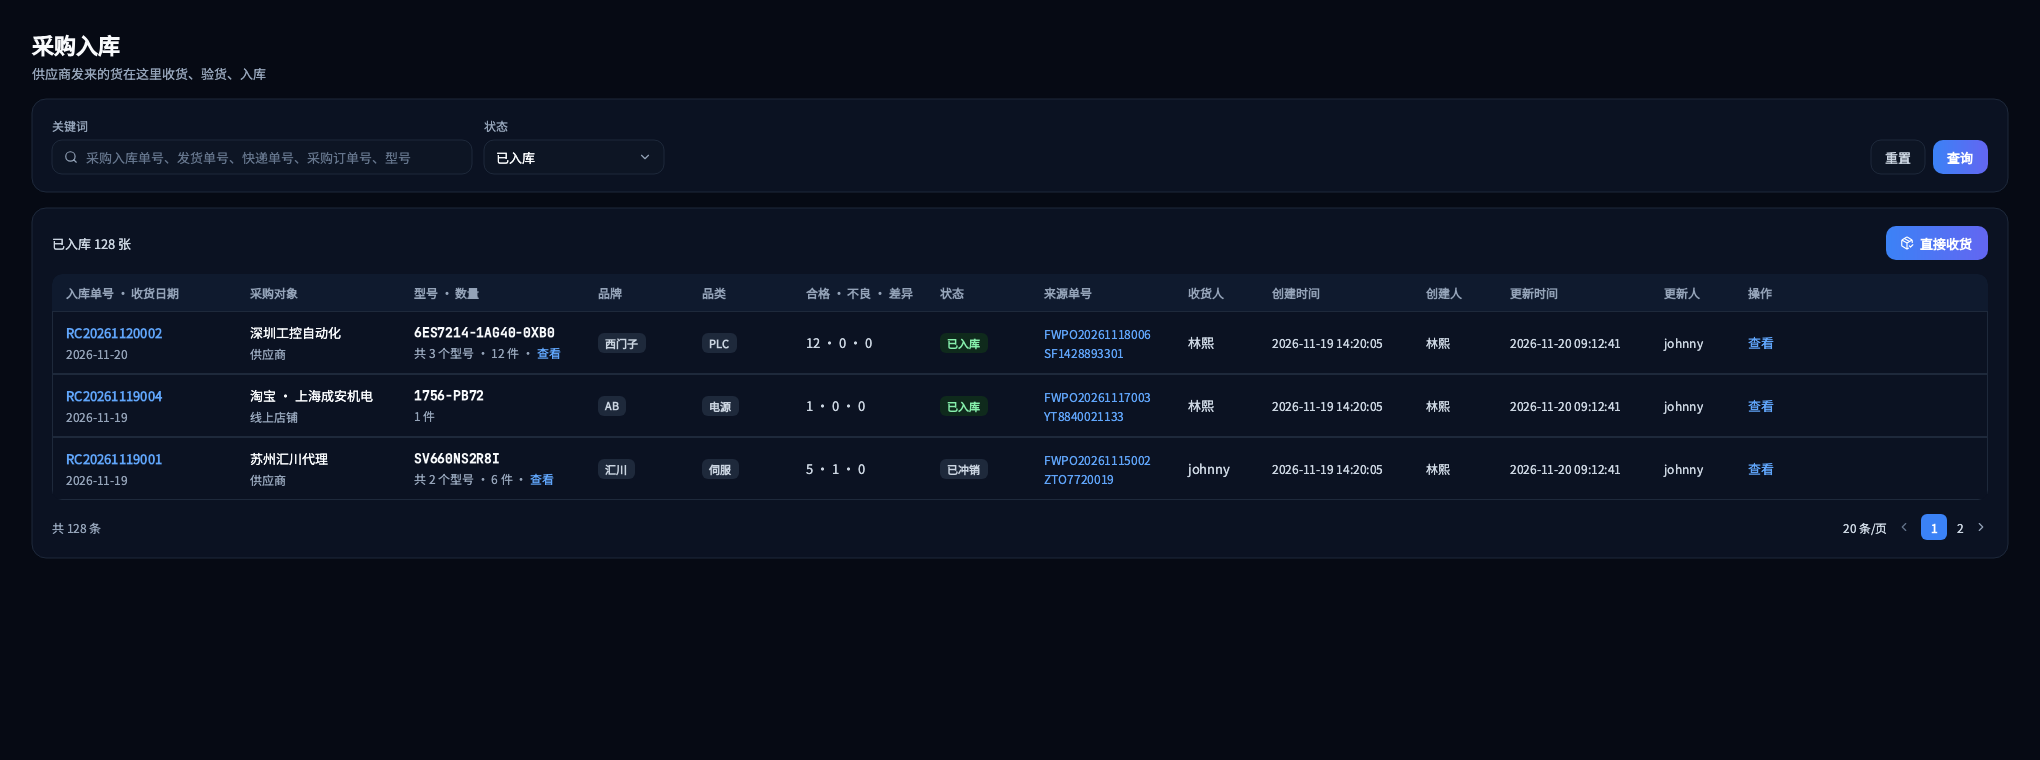 采购入库
供应商发来的货在这里收货、验货、入库
关键词
状态
采购入库单号、发货单号、快递单号、采购订单号、型号
已入库
重置
查询
已入库 128 张
直接收货
入库单号 · 收货日期 采购对象 型号 · 数量 品牌 品类 合格 · 不良 · 差异 状态 来源单号 收货人 创建时间 创建人 更新时间 更新人 操作
RC20261120002 深圳工控自动化 6ES7214-1AG40-0XB0 西门子 PLC 12 · 0 · 0 已入库 FWPO20261118006 林熙 2026-11-19 14:20:05 林熙 2026-11-20 09:12:41 johnny 查看
2026-11-20 供应商 共 3 个型号 · 12 件 · 查看 SF1428893301
RC20261119004 淘宝 · 上海成安机电 1756-PB72 AB 电源 1 · 0 · 0 已入库 FWPO20261117003 林熙 2026-11-19 14:20:05 林熙 2026-11-20 09:12:41 johnny 查看
2026-11-19 线上店铺 1 件 YT8840021133
RC20261119001 苏州汇川代理 SV660NS2R8I 汇川 伺服 5 · 1 · 0 已冲销 FWPO20261115002 johnny 2026-11-19 14:20:05 林熙 2026-11-20 09:12:41 johnny 查看
2026-11-19 供应商 共 2 个型号 · 6 件 · 查看 ZTO7720019
共 128 条
20 条/页 1 2